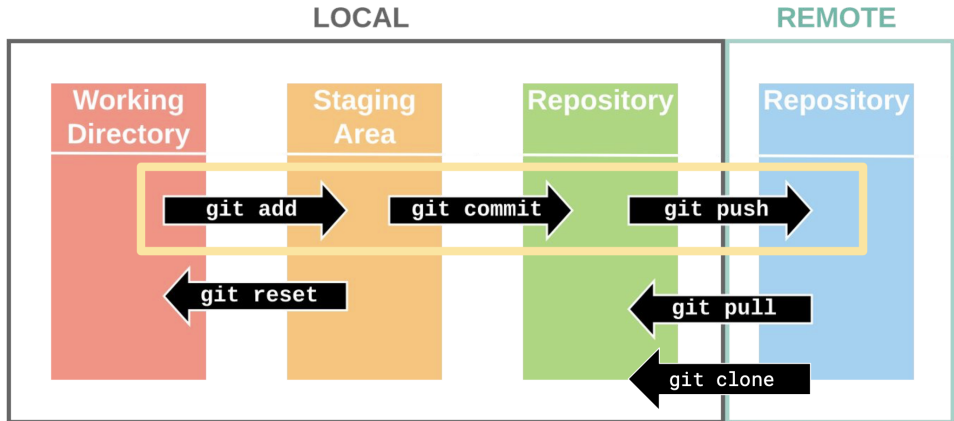 LOCAL
REMOTE
Working
Directory
Staging
Area
Repository
Repository
git add
git commit
git push
git reset
git pull
git clone